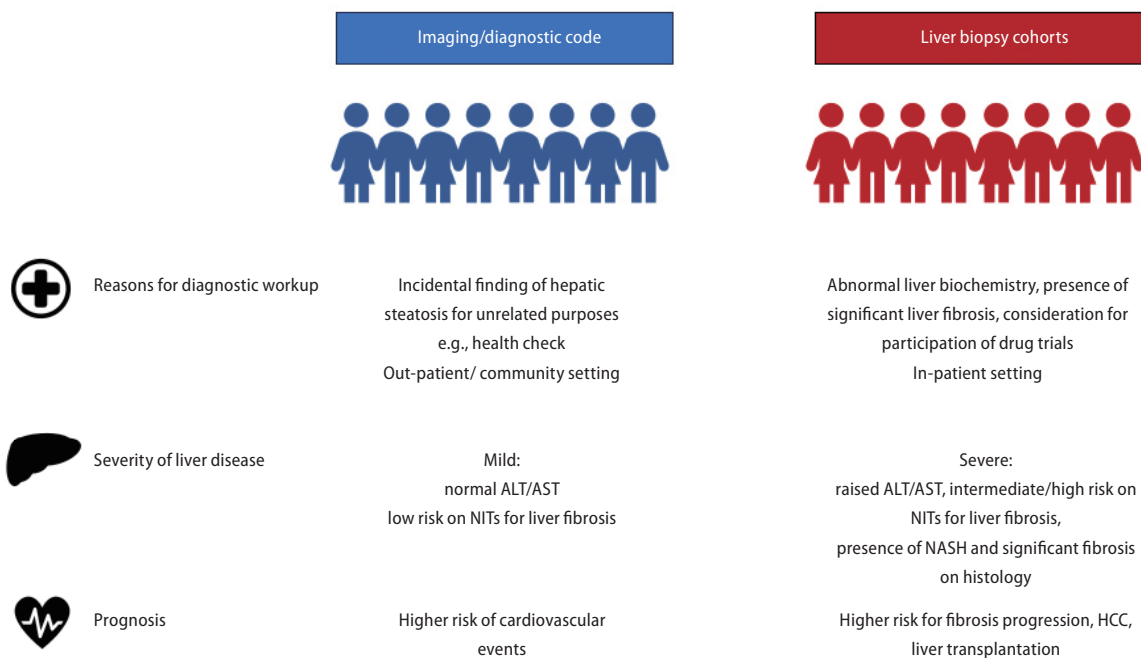 Imaging/diagnostic code
Liver biopsy cohorts
Reasons for diagnostic workup
Incidental finding of hepatic
steatosis for unrelated purposes
e.g., health check
Out-patient/ community setting
Abnormal liver biochemistry, presence of
significant liver fibrosis, consideration for
participation of drug trials
In-patient setting
Severity of liver disease
Mild:
normal ALT/AST
low risk on NITs for liver fibrosis
Severe:
raised ALT/AST, intermediate/high risk on
NITs for liver fibrosis,
presence of NASH and significant fibrosis
on histology
Prognosis
Higher risk of cardiovascular
events
Higher risk for fibrosis progression, HCC,
liver transplantation